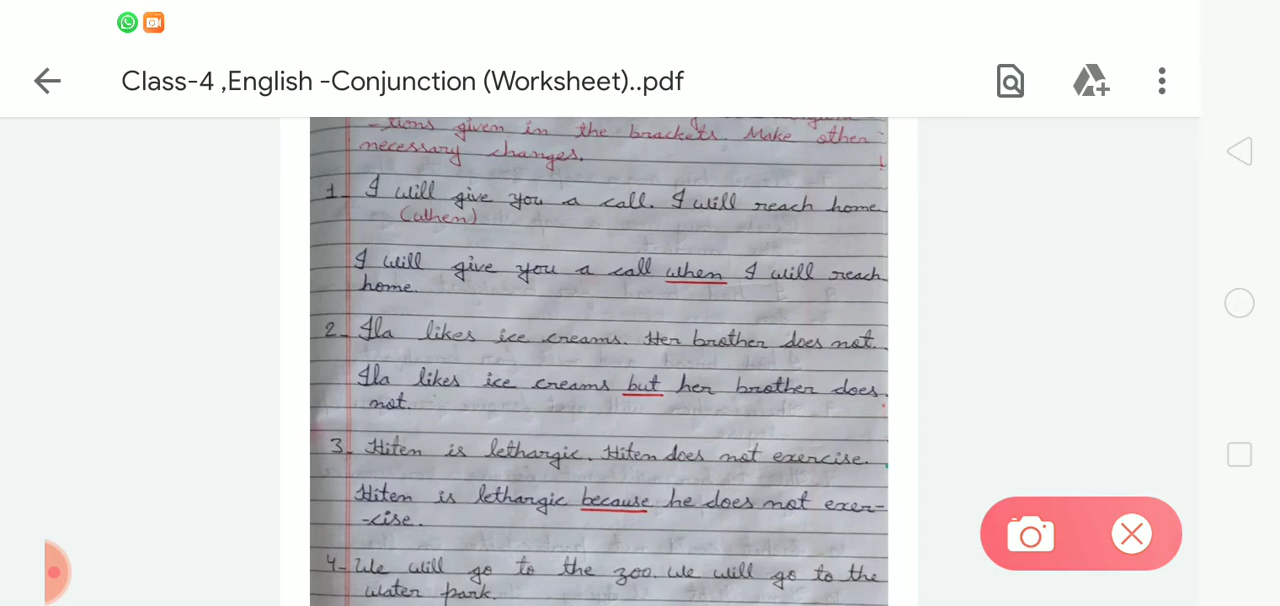 Class-4 ,English -Conjunction (Worksheet)..pdf
-tions given in the brackets. Make other
necessary changes.
1- I will give you a call. I will reach home
(when)
I will give you a call when I will reach
home.
2- Ila likes ice creams. Her brother does not.
Ila likes ice creams but her brother does
not.
3. Hiten is lethargic. Hiten does not exercise.
Hiten is lethargic because he does not exer-
-cise.
4- We will go to the zoo. We will go to the
water park.